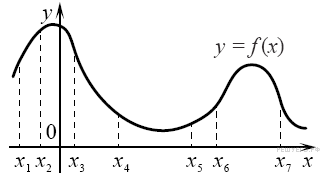 y
y = f(x)
0
x₁ x₂ x₃ x₄ x₅ x₆ x₇ x